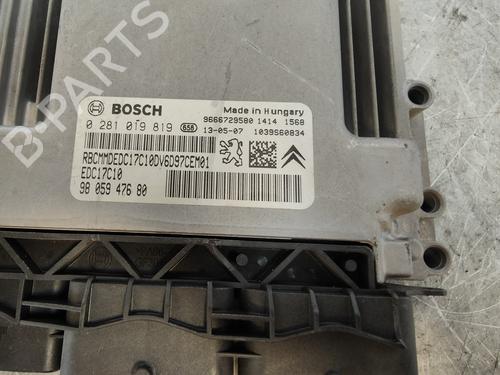 BOSCH
Made in Hungary
9666729580 1414 1568
0 281 019 819 658 13-05-07 1039S60834
RBCMMDEDC17C10DV6D97CEM01
EDC17C10
98 059 476 80